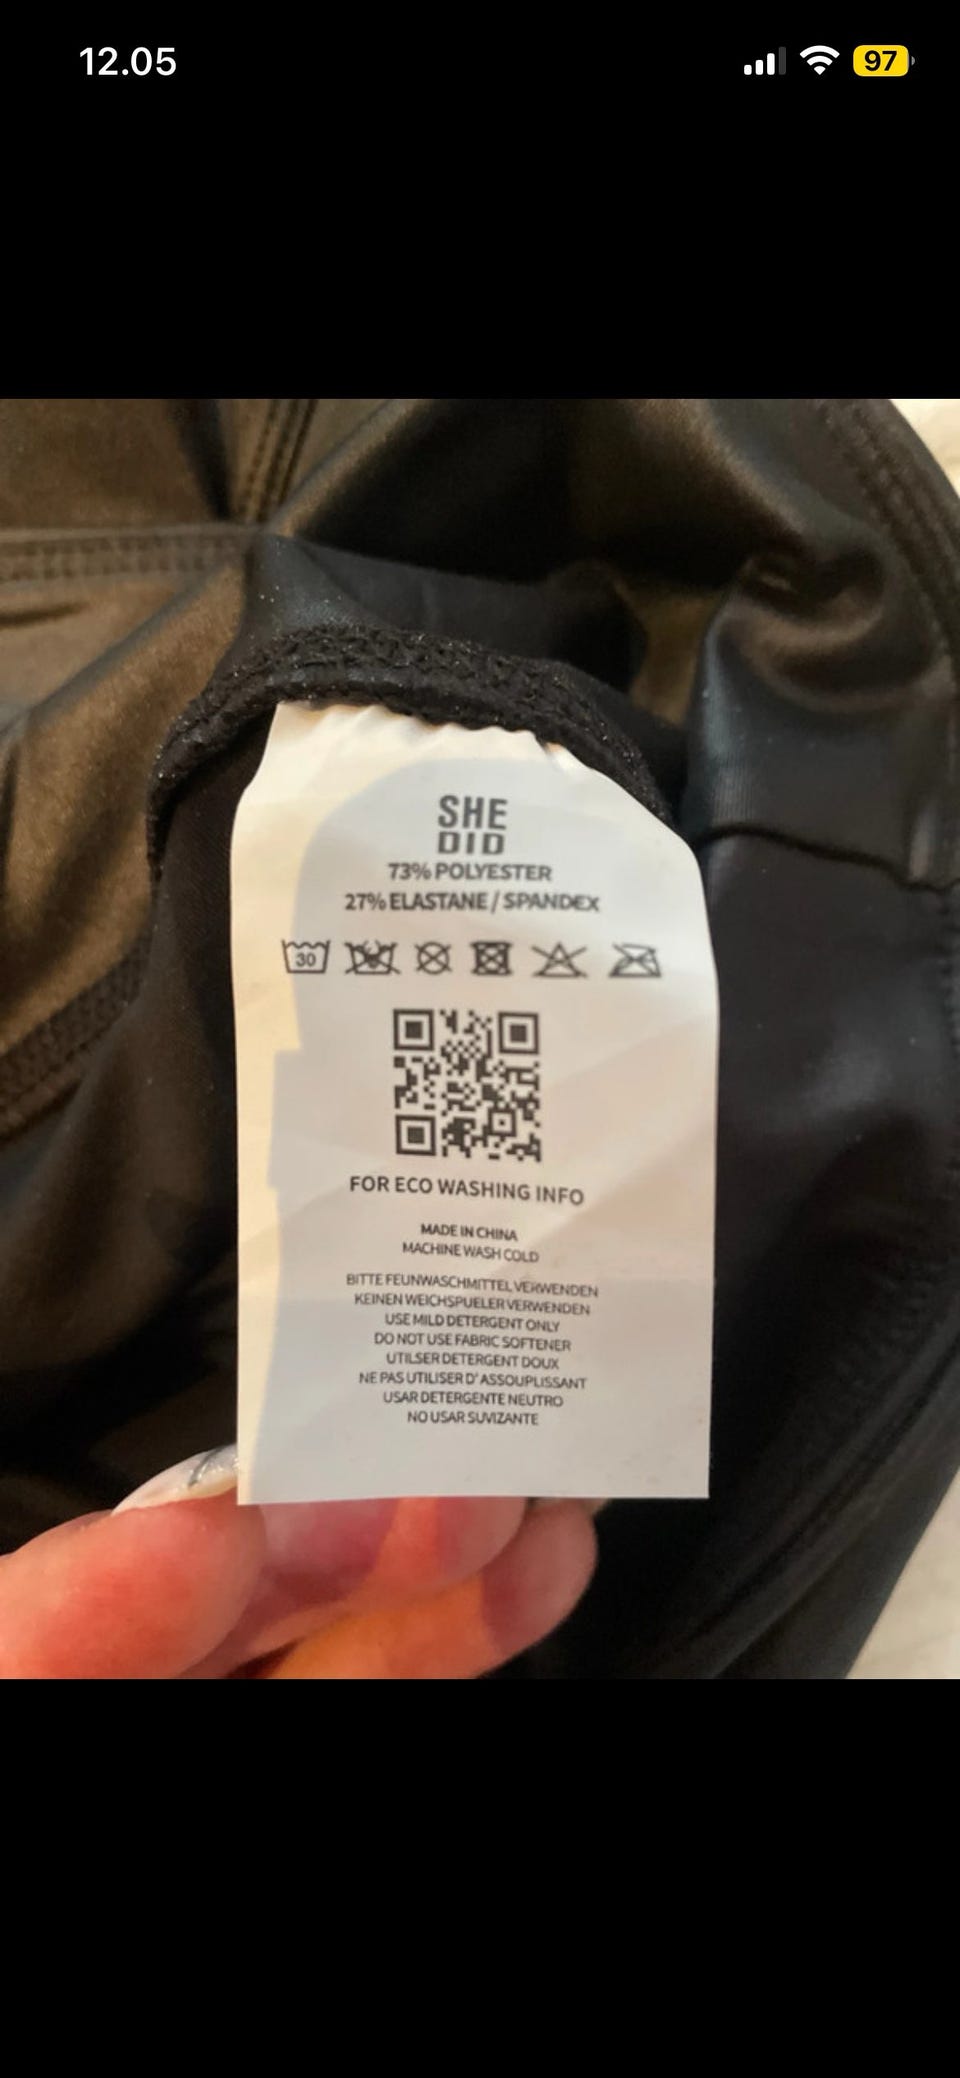 12.05
97
SHE
DID
73% POLYESTER
27% ELASTANE / SPANDEX
30
FOR ECO WASHING INFO
MADE IN CHINA
MACHINE WASH COLD
BITTE FEUNWASCHMITTEL VERWENDEN
KEINEN WEICHSPUELER VERWENDEN
USE MILD DETERGENT ONLY
DO NOT USE FABRIC SOFTENER
UTILSER DETERGENT DOUX
NE PAS UTILISER D' ASSOUPLISSANT
USAR DETERGENTE NEUTRO
NO USAR SUVIZANTE